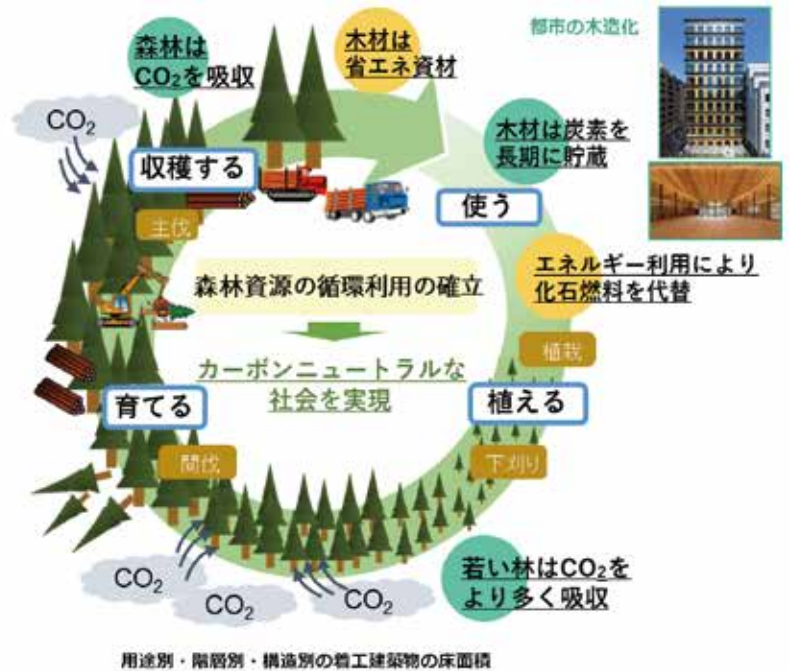 都市の木造化
森林は
CO₂を吸収
木材は
省エネ資材
CO₂
木材は炭素を
長期に貯蔵
収穫する
使う
主伐
森林資源の循環利用の確立
エネルギー利用により
化石燃料を代替
カーボンニュートラルな
社会を実現
植栽
育てる
植える
間伐
下刈り
CO₂
CO₂
CO₂
若い林はCO₂を
より多く吸収
用途別・階層別・構造別の着工建築物の床面積